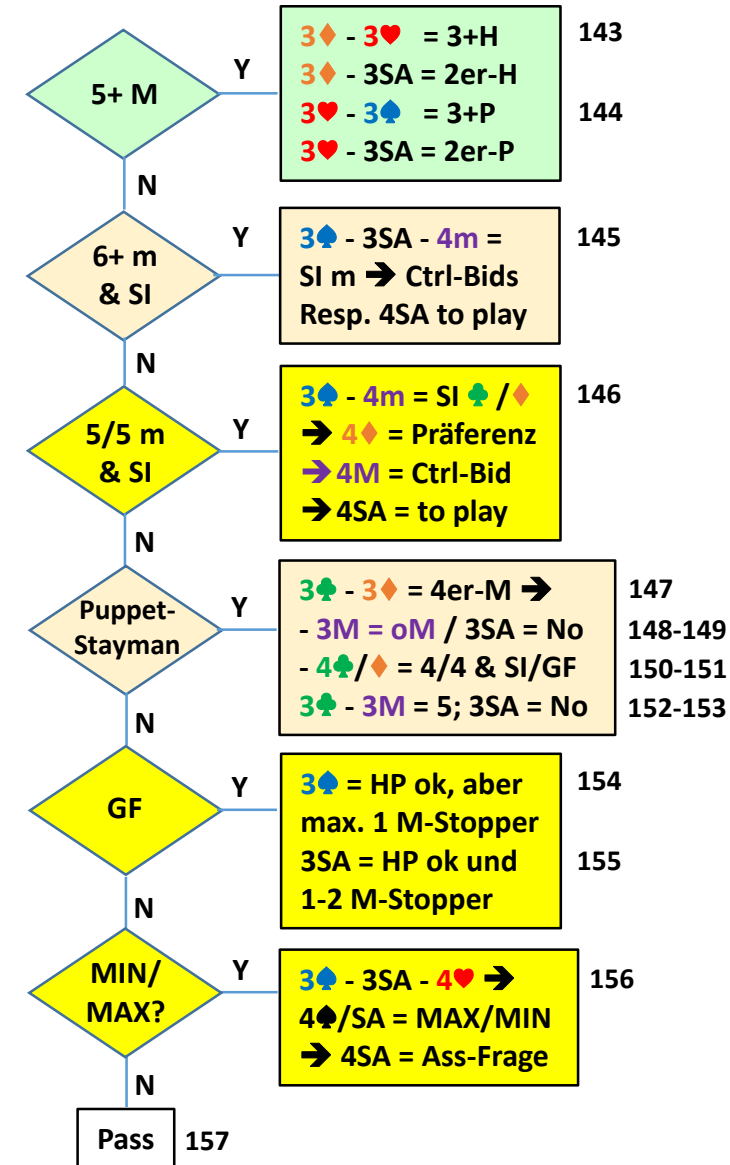 5+ M
Y
3♦ - 3♥ = 3+H
143
3♦ - 3SA = 2er-H
3♥ - 3♠ = 3+P
144
3♥ - 3SA = 2er-P
N
6+ m
& SI
Y
3♠ - 3SA - 4m =
145
SI m ➔ Ctrl-Bids
Resp. 4SA to play
N
5/5 m
& SI
Y
3♠ - 4m = SI ♣ /♦
146
➔ 4♦ = Präferenz
➔ 4M = Ctrl-Bid
➔ 4SA = to play
N
Puppet-
Stayman
Y
3♣ - 3♦ = 4er-M ➔
147
- 3M = oM / 3SA = No
148-149
- 4♣/♦ = 4/4 & SI/GF
150-151
3♣ - 3M = 5; 3SA = No
152-153
N
GF
Y
3♠ = HP ok, aber
154
max. 1 M-Stopper
3SA = HP ok und
155
1-2 M-Stopper
N
MIN/
MAX?
Y
3♠ - 3SA - 4♥ ➔
156
4♠/SA = MAX/MIN
➔ 4SA = Ass-Frage
N
Pass
157